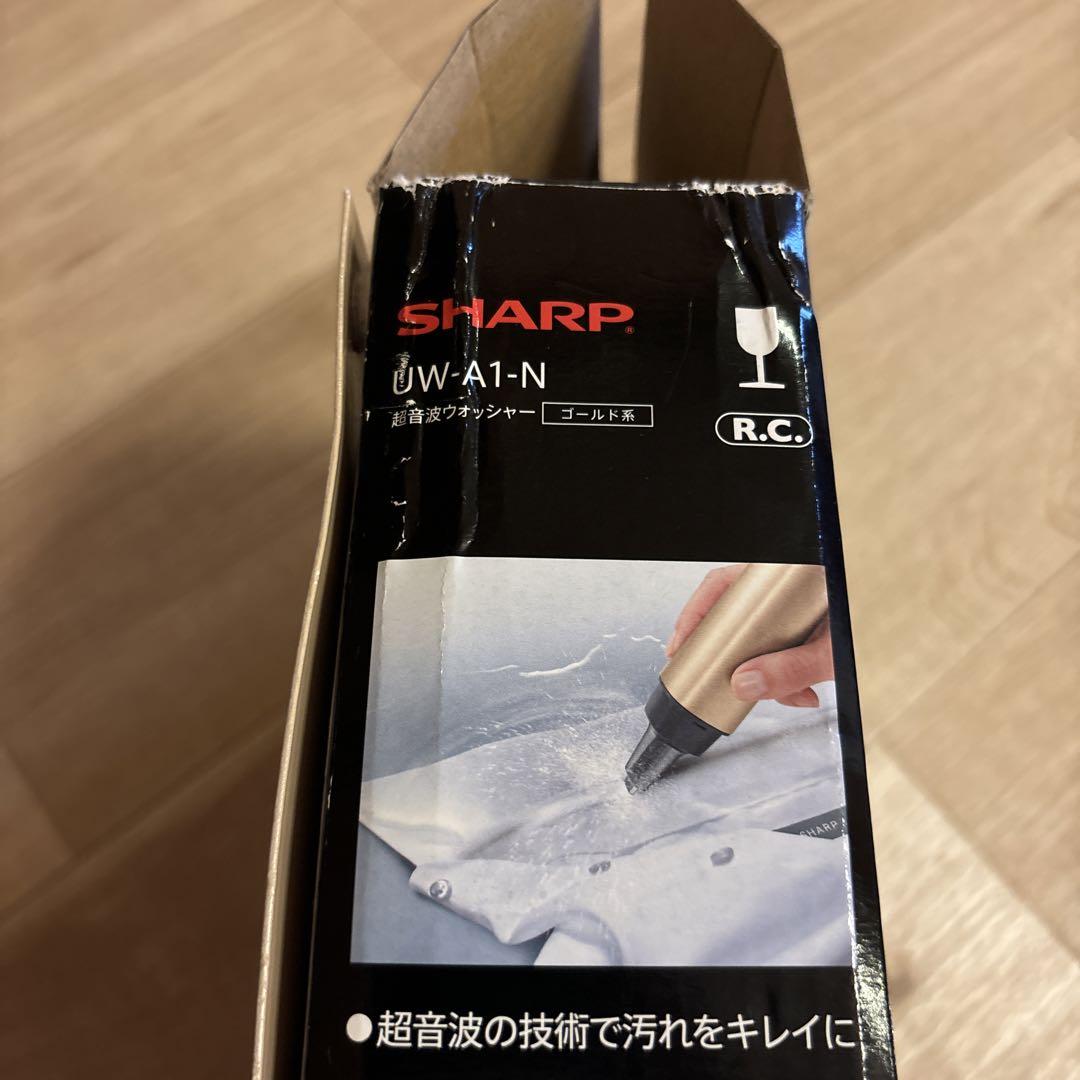 SHARP®
UW-A1-N
超音波ウオッシャー ゴールド系
R.C.
SHARP
●超音波の技術で汚れをキレイに